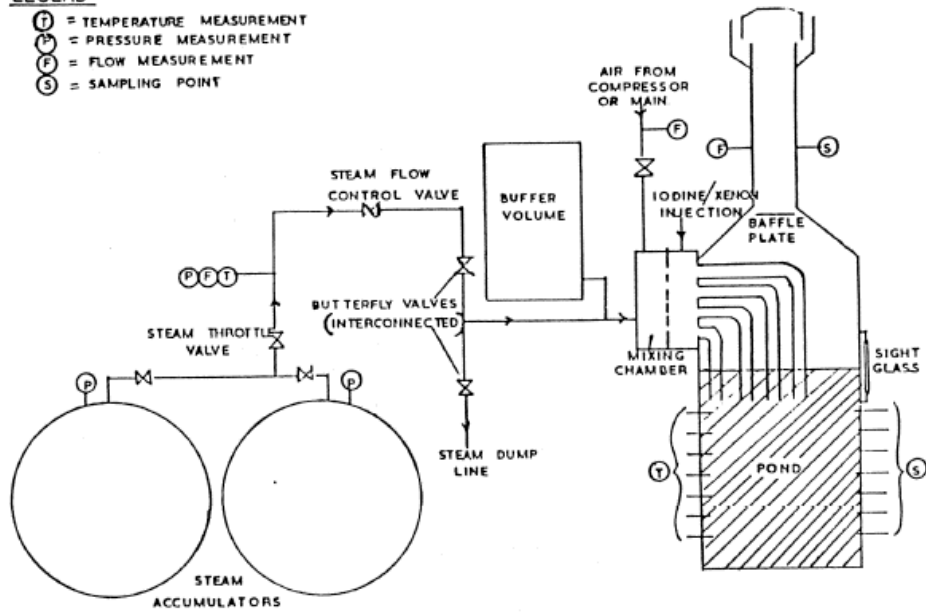 LEGEND
T = TEMPERATURE MEASUREMENT
P = PRESSURE MEASUREMENT
F = FLOW MEASUREMENT
S = SAMPLING POINT
AIR FROM
COMPRESSOR
OR MAIN
F
F
S
STEAM FLOW
CONTROL VALVE
BUFFER
VOLUME
IODINE/XENON
INJECTION
BAFFLE
PLATE
P F T
BUTTERFLY VALVES
(INTERCONNECTED)
STEAM THROTTLE
VALVE
MIXING
CHAMBER
SIGHT
GLASS
P
P
STEAM DUMP
LINE
T
POND
S
STEAM
ACCUMULATORS